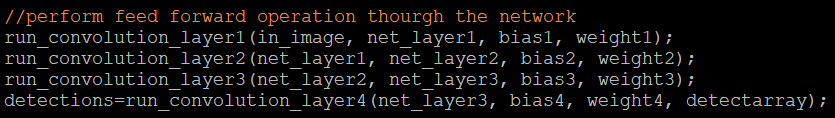 //perform feed forward operation thourgh the network
run_convolution_layer1(in_image, net_layer1, bias1, weight1);
run_convolution_layer2(net_layer1, net_layer2, bias2, weight2);
run_convolution_layer3(net_layer2, net_layer3, bias3, weight3);
detections=run_convolution_layer4(net_layer3, bias4, weight4, detectarray);